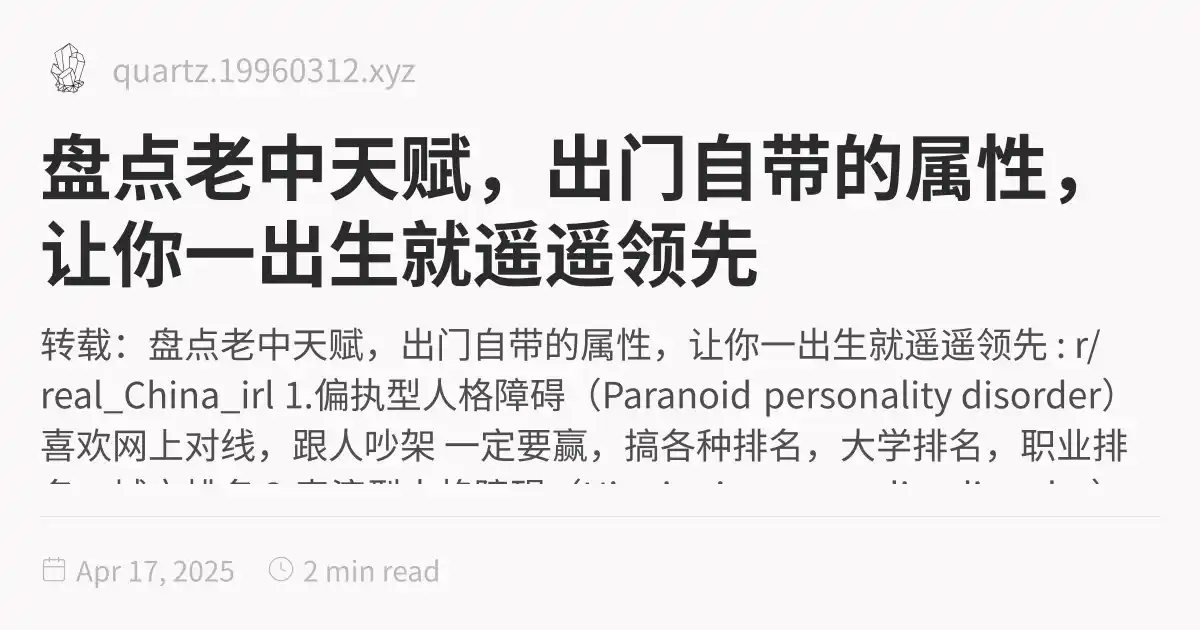 quartz.19960312.xyz
盘点老中天赋，出门自带的属性，
让你一出生就遥遥领先
转载：盘点老中天赋，出门自带的属性，让你一出生就遥遥领先 : r/
real_China_irl 1.偏执型人格障碍（Paranoid personality disorder）
喜欢网上对线，跟人吵架 一定要赢，搞各种排名，大学排名，职业排
Apr 17, 2025
2 min read